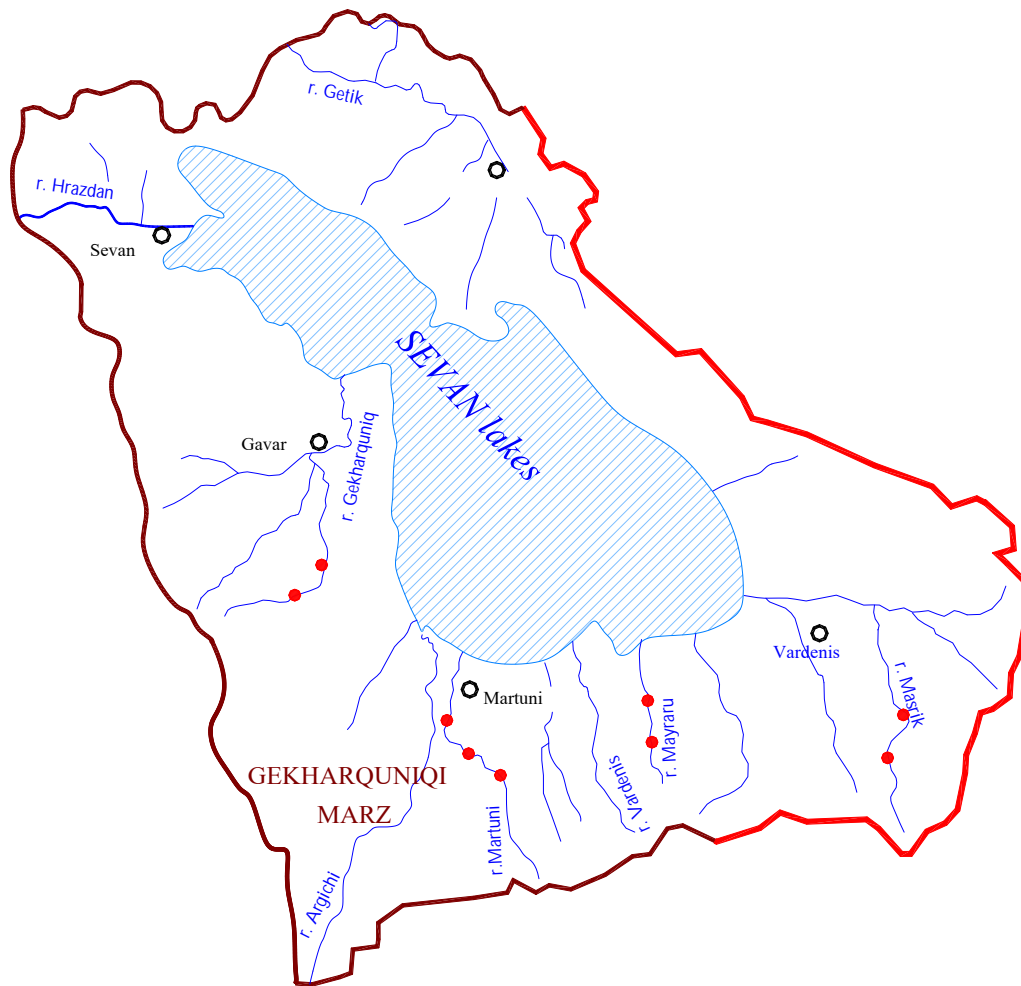 r. Getik
r. Hrazdan
Sevan
SEVAN lakes
Gavar
r. Gekharquniq
Vardenis
r. Masrik
Martuni
r. Mayraru
r. Vardenis
GEKHARQUNIQI
MARZ
r.Martuni
r. Argichi